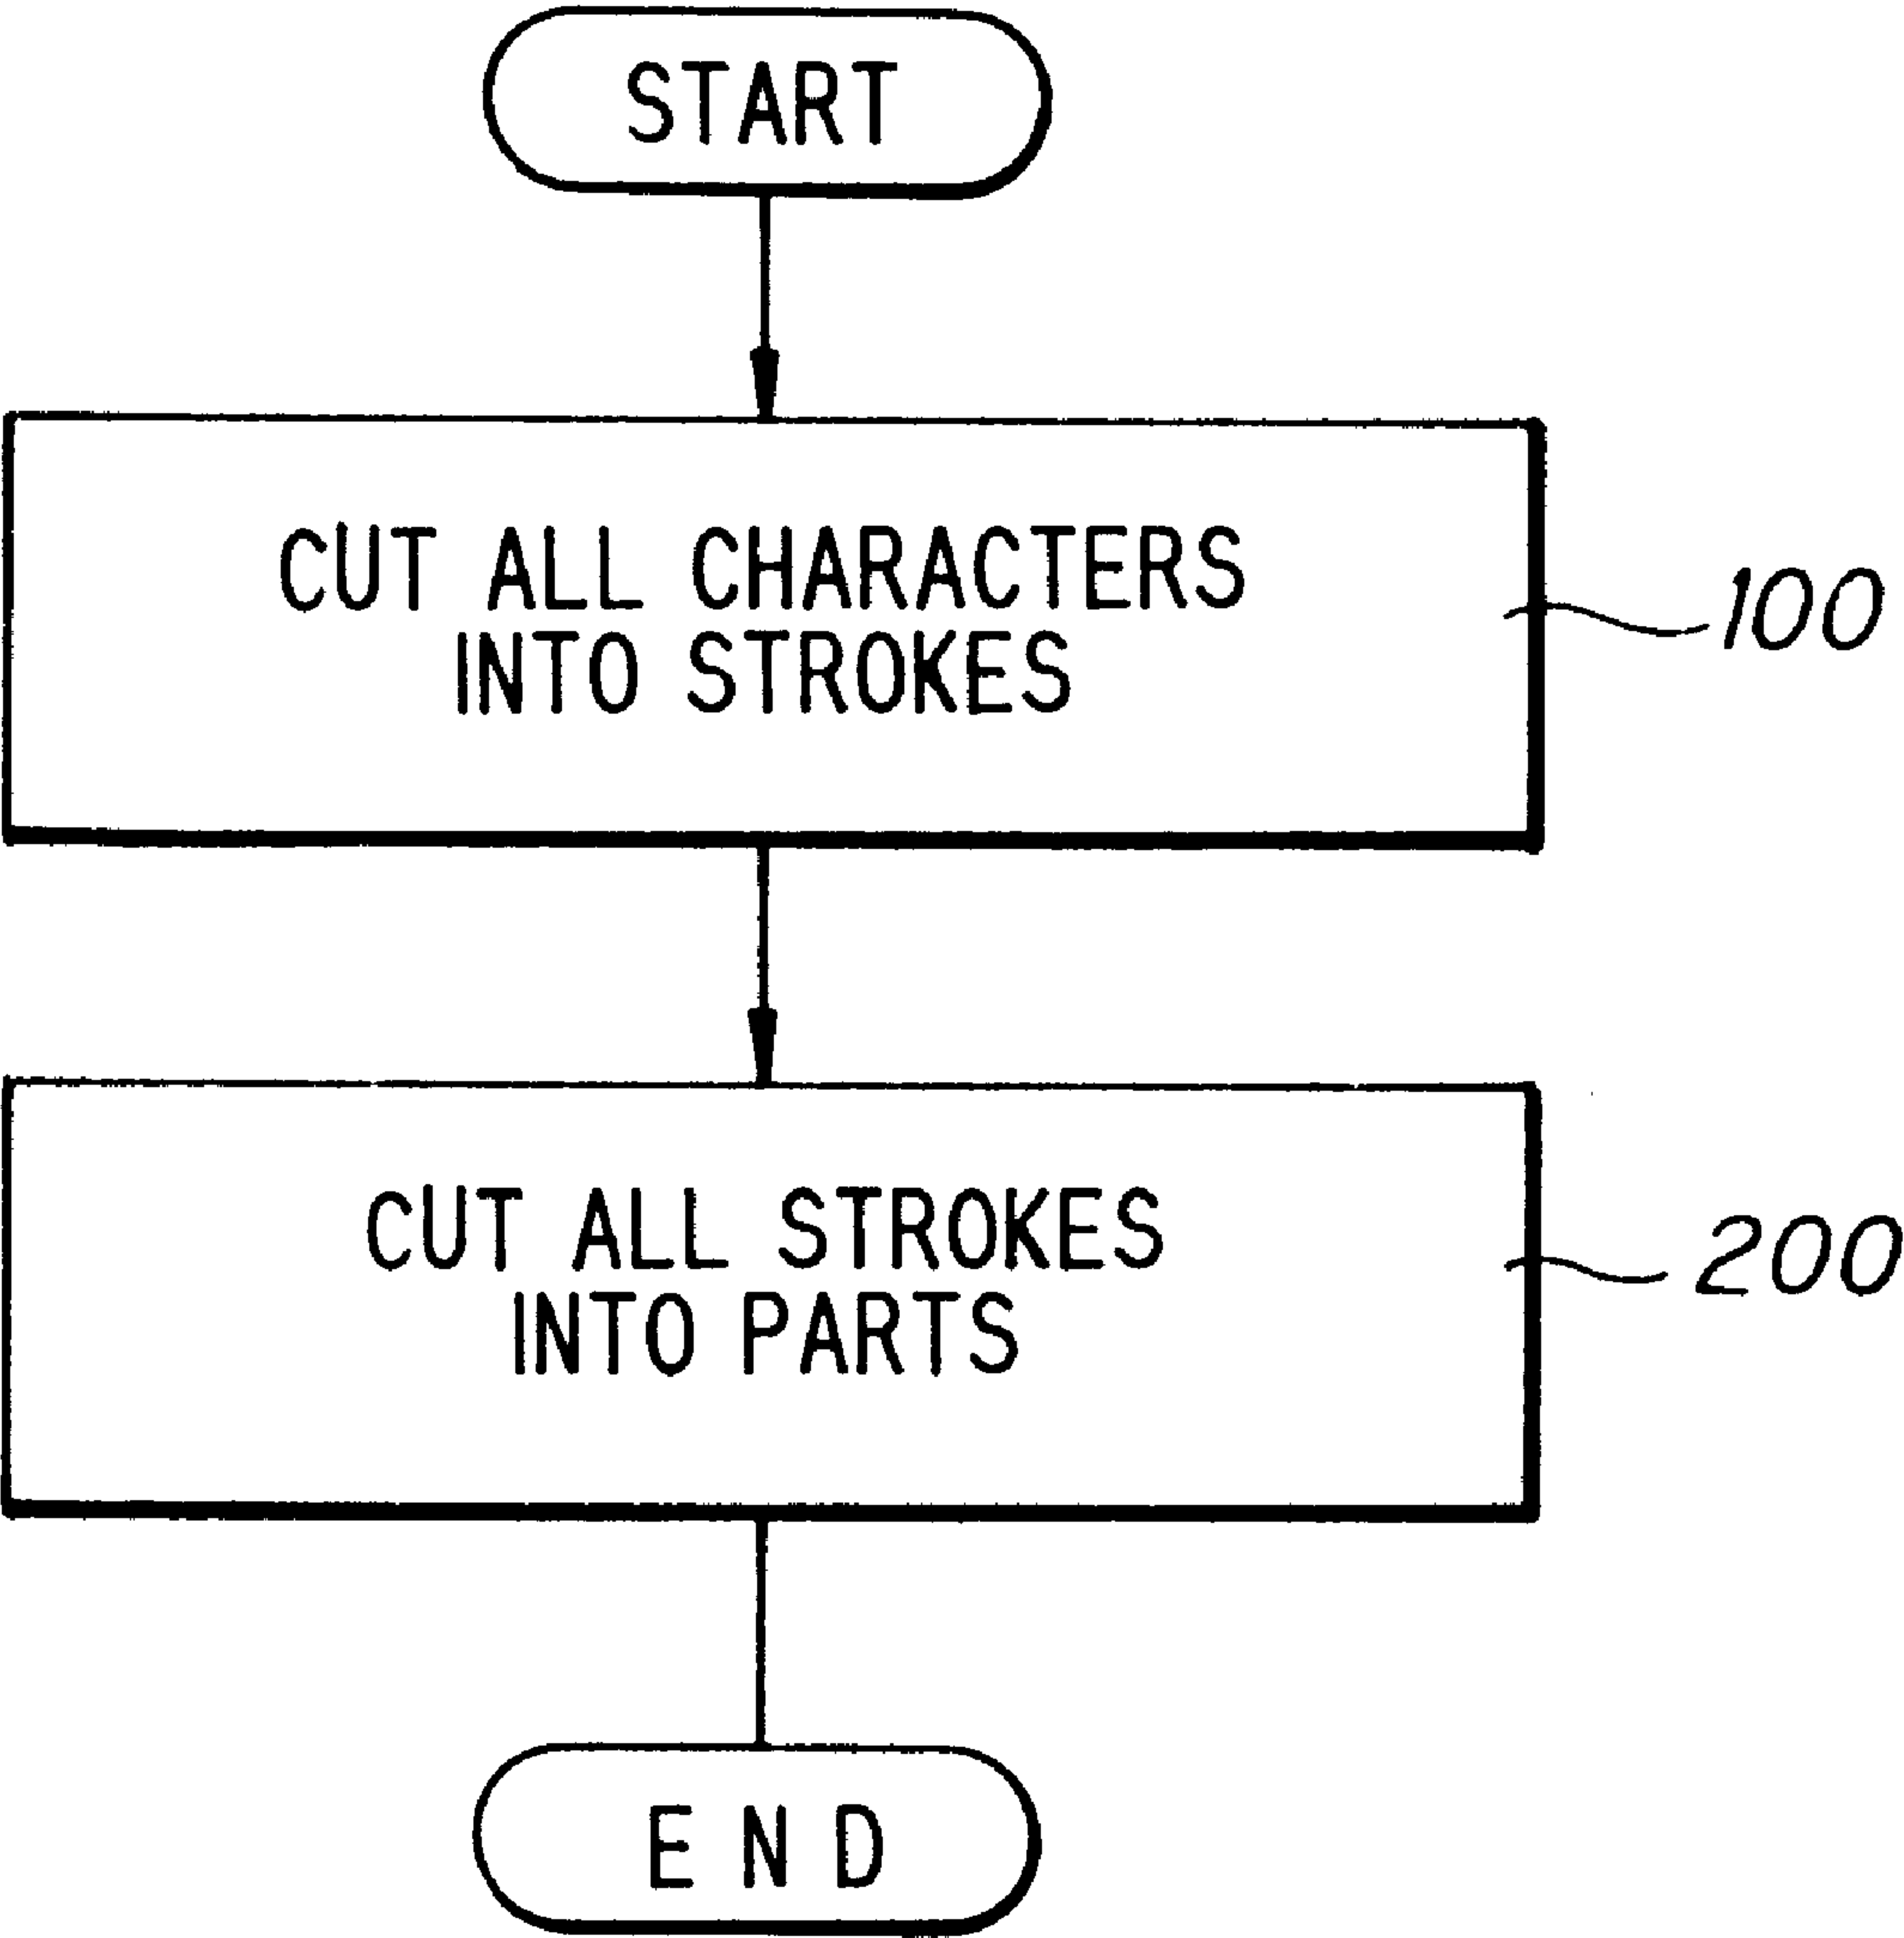 START
CUT ALL CHARACTERS
INTO STROKES
100
CUT ALL STROKES
INTO PARTS
200
END